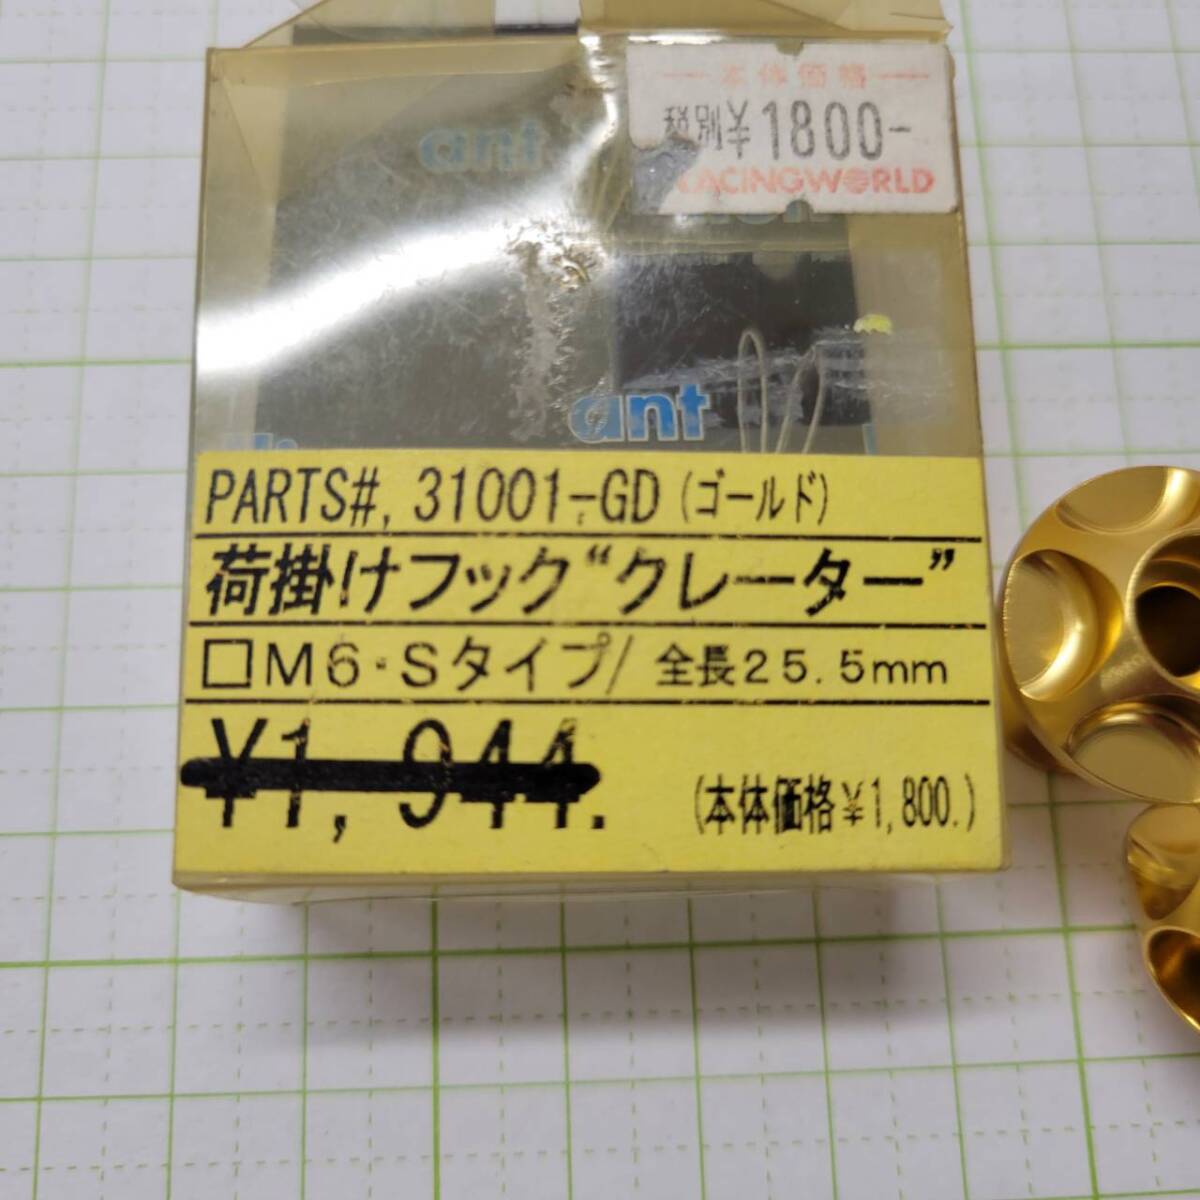 本体価格
税別¥1800-
RACINGWORLD
ant
ant
PARTS#, 31001-GD(ゴールド)
荷掛けフック“クレーター”
□M6・Sタイプ/ 全長25.5mm
¥1,944.
(本体価格¥1,800.)